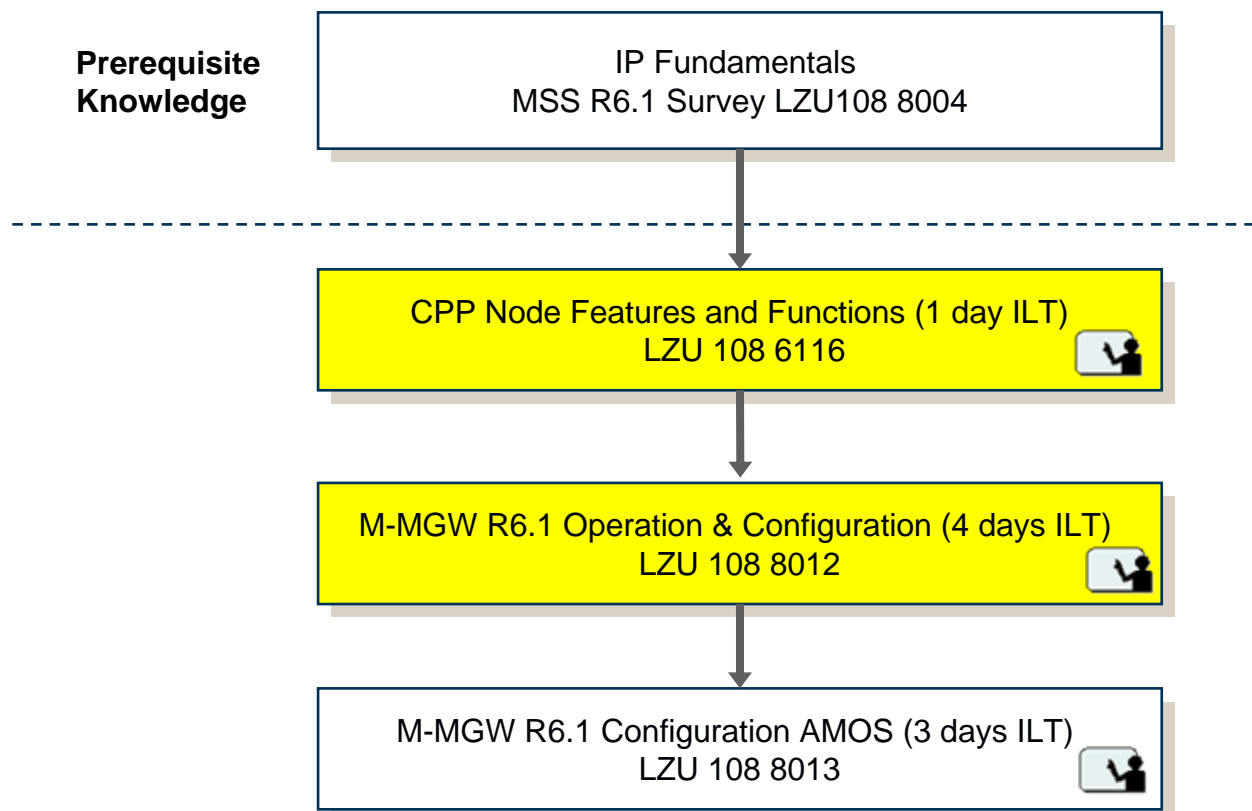 Prerequisite
Knowledge
IP Fundamentals
MSS R6.1 Survey LZU108 8004
CPP Node Features and Functions (1 day ILT)
LZU 108 6116
M-MGW R6.1 Operation & Configuration (4 days ILT)
LZU 108 8012
M-MGW R6.1 Configuration AMOS (3 days ILT)
LZU 108 8013